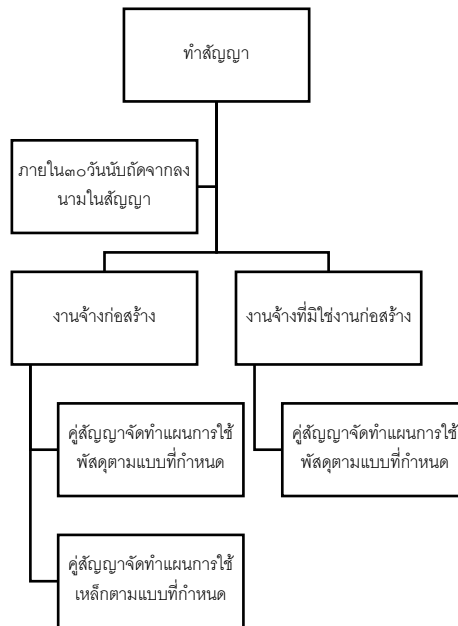 ทำสัญญา
ภายใน๓๐วันนับถัดจากลง
นามในสัญญา
งานจ้างก่อสร้าง
งานจ้างที่มิใช่งานก่อสร้าง
คู่สัญญาจัดทำแผนการใช้
พัสดุตามแบบที่กำหนด
คู่สัญญาจัดทำแผนการใช้
พัสดุตามแบบที่กำหนด
คู่สัญญาจัดทำแผนการใช้
เหล็กตามแบบที่กำหนด